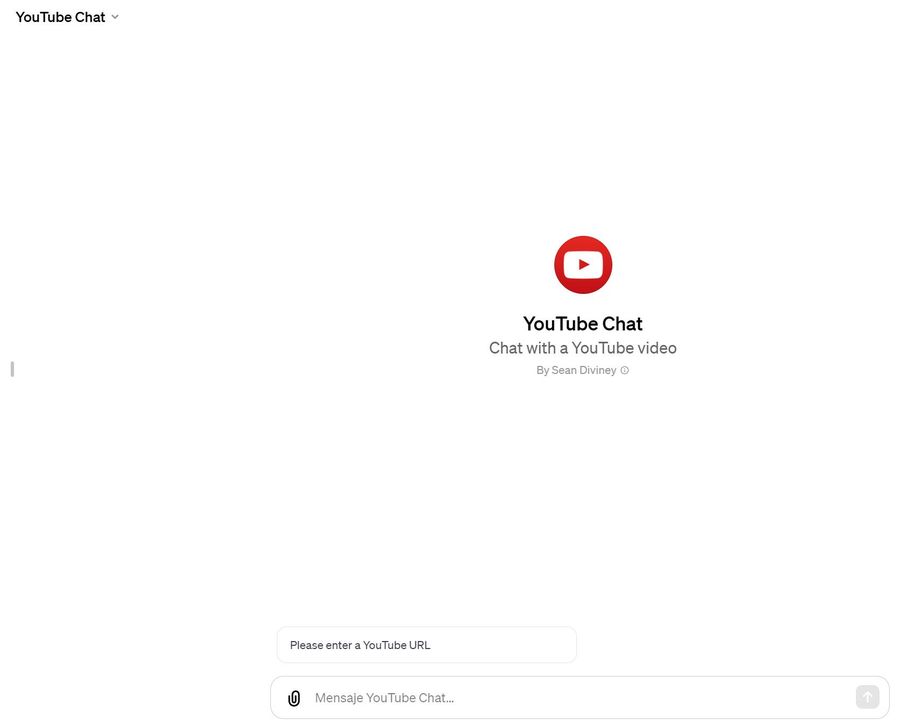 YouTube Chat
YouTube Chat
Chat with a YouTube video
By Sean Diviney
Please enter a YouTube URL
Mensaje YouTube Chat...